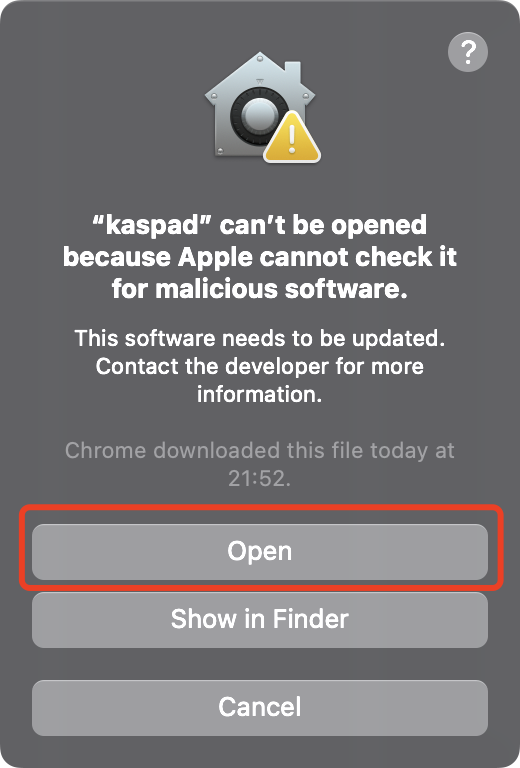 ?
“kaspad” can’t be opened
because Apple cannot check it
for malicious software.
This software needs to be updated.
Contact the developer for more
information.
Chrome downloaded this file today at
21:52.
Open
Show in Finder
Cancel